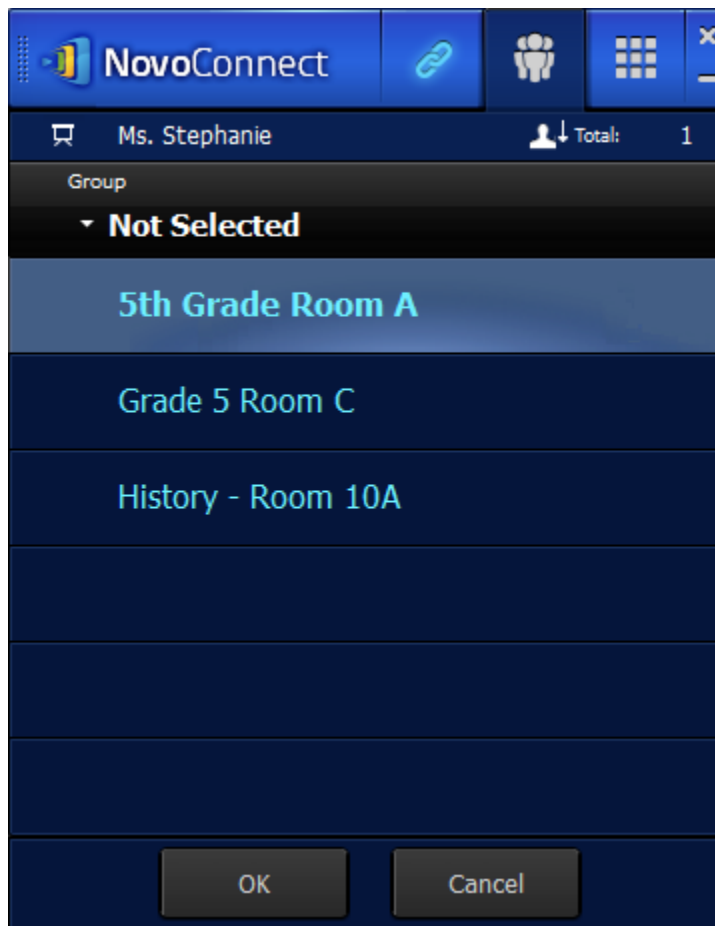 NovoConnect
Ms. Stephanie Total: 1
Group
Not Selected
5th Grade Room A
Grade 5 Room C
History - Room 10A
OK Cancel